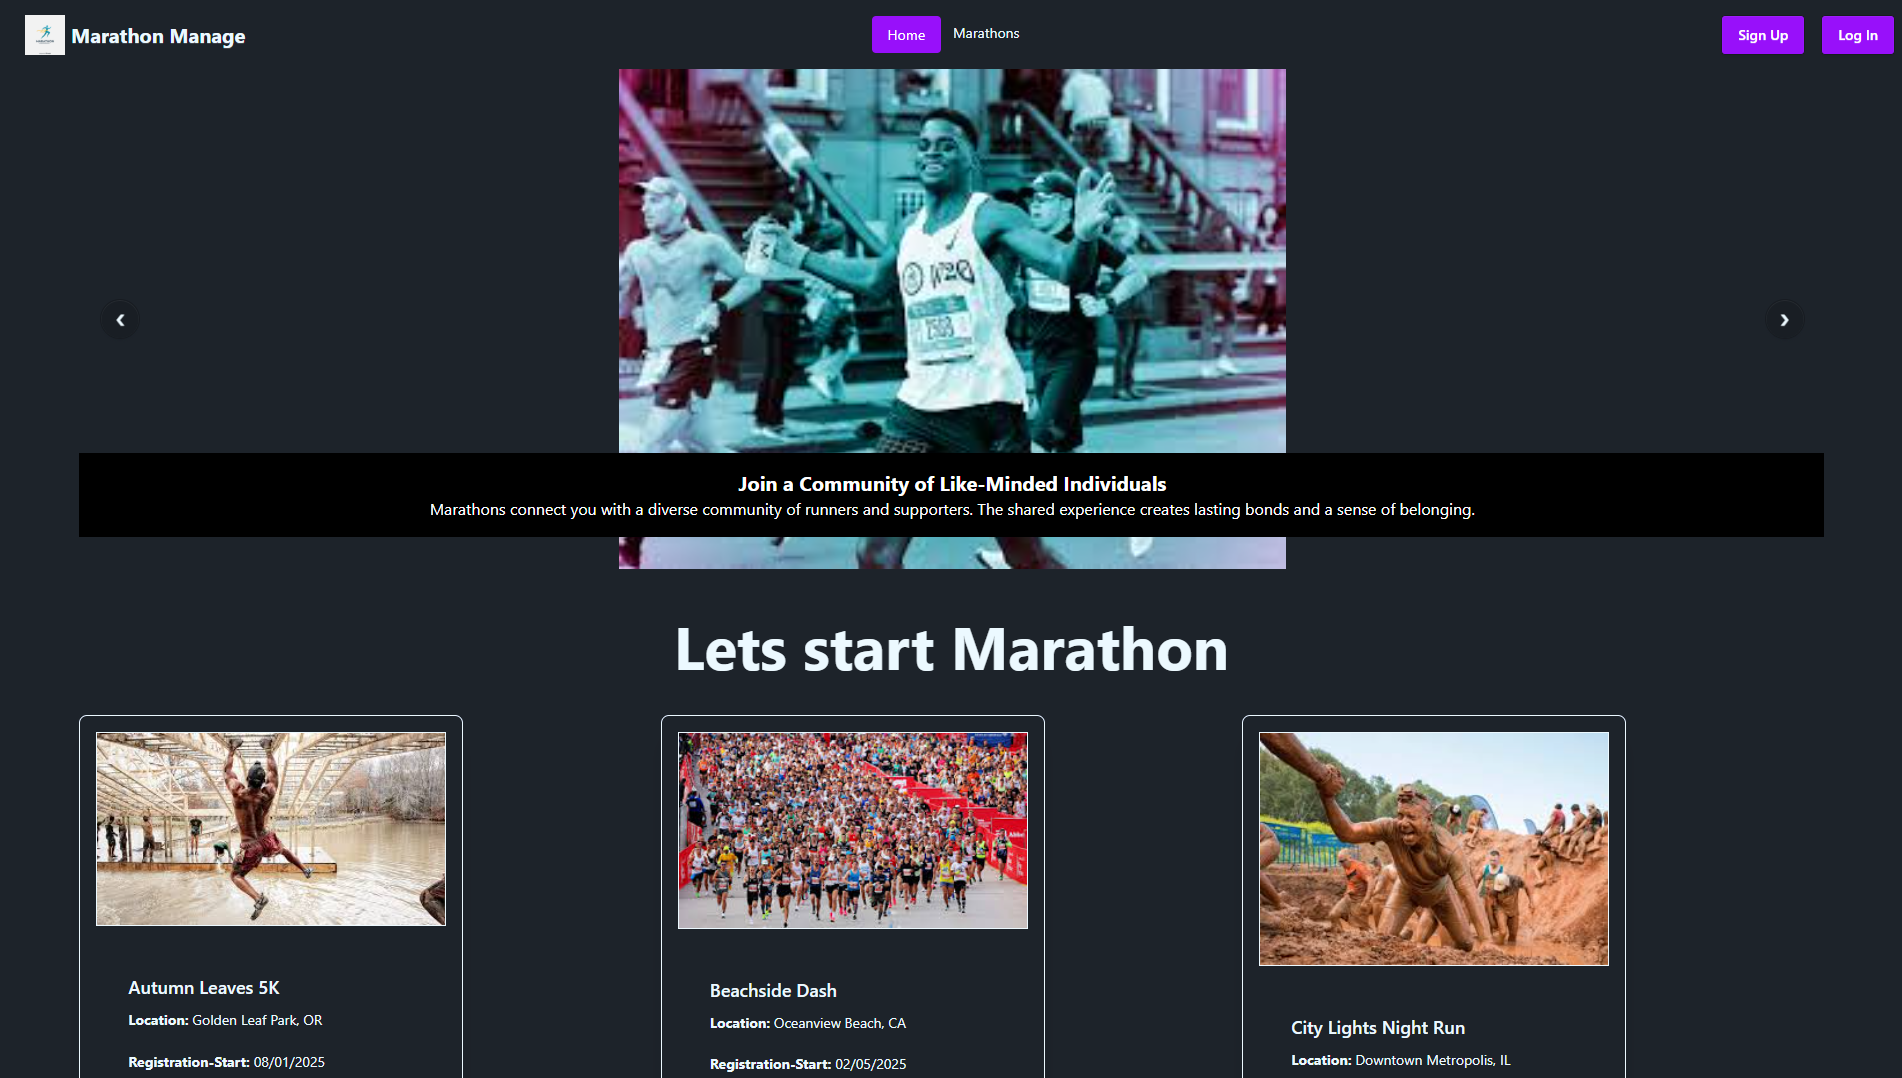 Marathon Manage
Home
Marathons
Sign Up
Log In
W20
2503
Join a Community of Like-Minded Individuals
Marathons connect you with a diverse community of runners and supporters. The shared experience creates lasting bonds and a sense of belonging.
Lets start Marathon
Autumn Leaves 5K
Location: Golden Leaf Park, OR
Registration-Start: 08/01/2025
Beachside Dash
Location: Oceanview Beach, CA
Registration-Start: 02/05/2025
City Lights Night Run
Location: Downtown Metropolis, IL